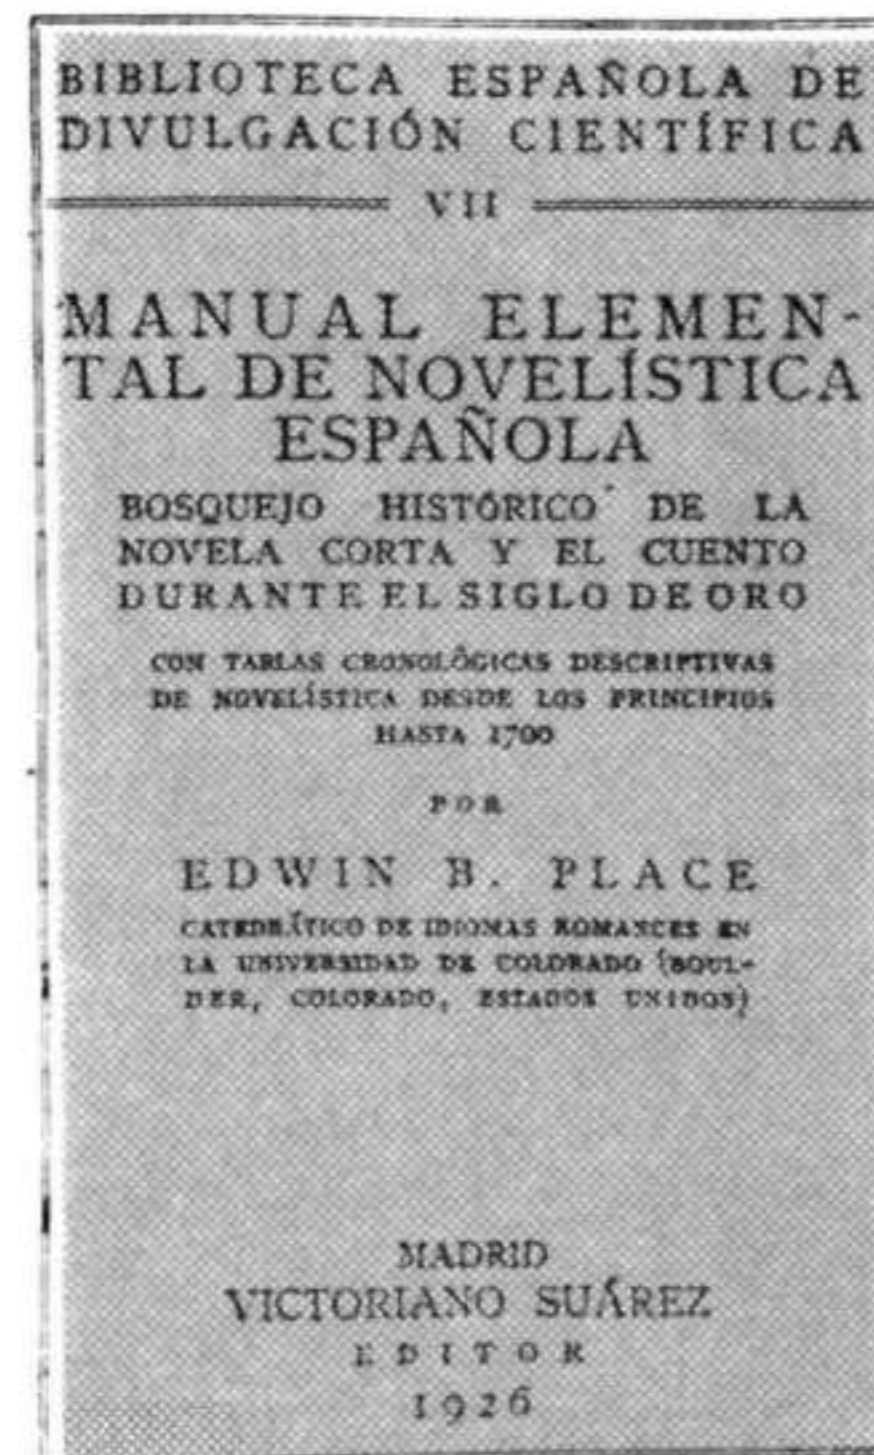 BIBLIOTECA ESPAÑOLA DE
DIVULGACIÓN CIENTÍFICA
VII
MANUAL ELEMEN-
TAL DE NOVELÍSTICA
ESPAÑOLA
BOSQUEJO HISTÓRICO DE LA
NOVELA CORTA Y EL CUENTO
DURANTE EL SIGLO DE ORO
CON TABLAS CRONOLÓGICAS DESCRIPTIVAS
DE NOVELÍSTICA DESDE LOS PRINCIPIOS
HASTA 1700
POR
EDWIN B. PLACE
CATEDRÁTICO DE IDIOMAS ROMANCES EN
LA UNIVERSIDAD DE COLORADO (BOUL-
DER, COLORADO, ESTADOS UNIDOS)
MADRID
VICTORIANO SUÁREZ
EDITOR
1926